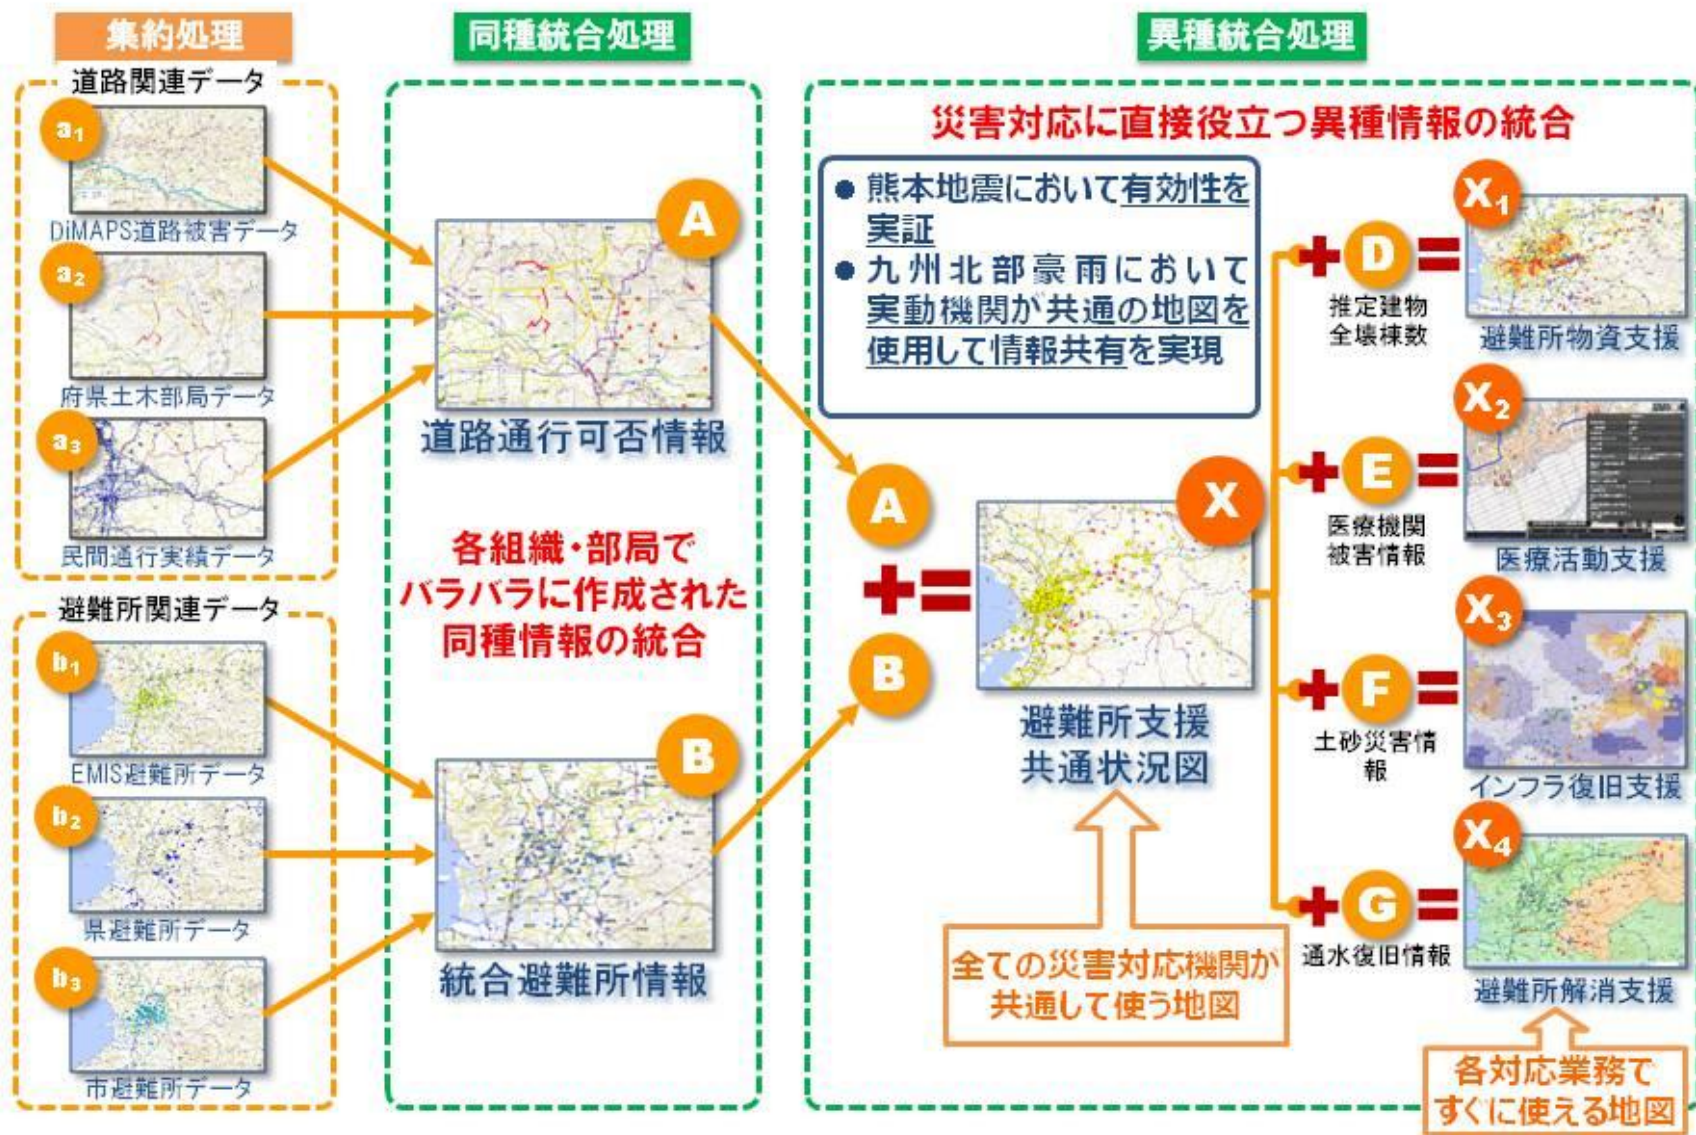 集約処理
道路関連データ
a1
DiMAPS道路被害データ
a2
府県土木部局データ
a3
民間通行実績データ
避難所関連データ
b1
EMIS避難所データ
b2
県避難所データ
b3
市避難所データ
同種統合処理
A
道路通行可否情報
各組織・部局で
バラバラに作成された
同種情報の統合
B
統合避難所情報
異種統合処理
災害対応に直接役立つ異種情報の統合
● 熊本地震において有効性を
実証
● 九州北部豪雨において
実動機関が共通の地図を
使用して情報共有を実現
A
+=
B
X
避難所支援
共通状況図
全ての災害対応機関が
共通して使う地図
+ D =
推定建物
全壊棟数
X1
避難所物資支援
+ E =
医療機関
被害情報
X2
医療活動支援
+ F =
土砂災害情
報
X3
インフラ復旧支援
+ G =
通水復旧情報
X4
避難所解消支援
各対応業務で
すぐに使える地図